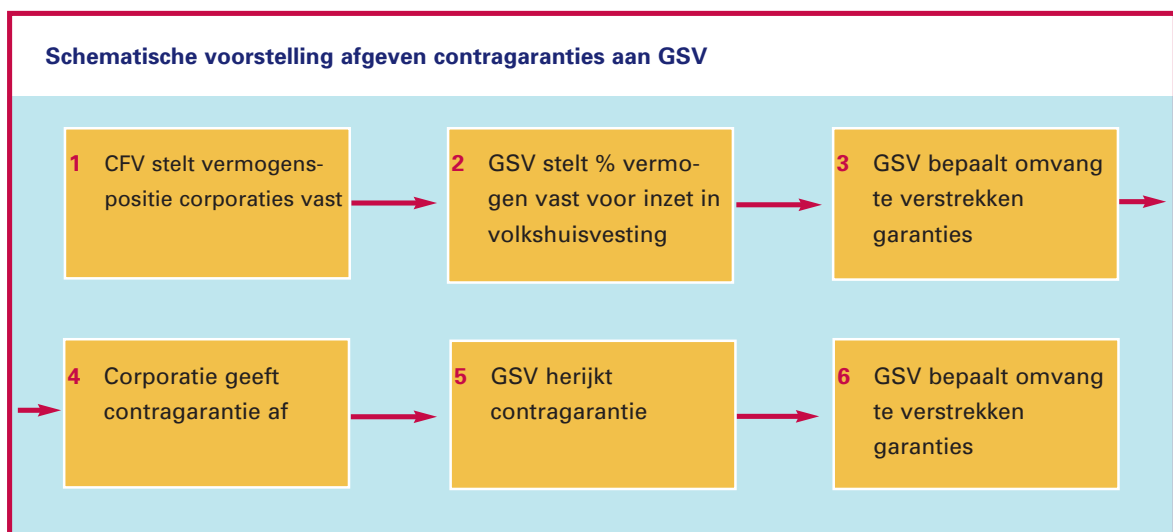 Schematische voorstelling afgeven contragaranties aan GSV
1 CFV stelt vermogens-
positie corporaties vast
2 GSV stelt % vermo-
gen vast voor inzet in
volkshuisvesting
3 GSV bepaalt omvang
te verstrekken
garanties
4 Corporatie geeft
contragarantie af
5 GSV herijkt
contragarantie
6 GSV bepaalt omvang
te verstrekken
garanties